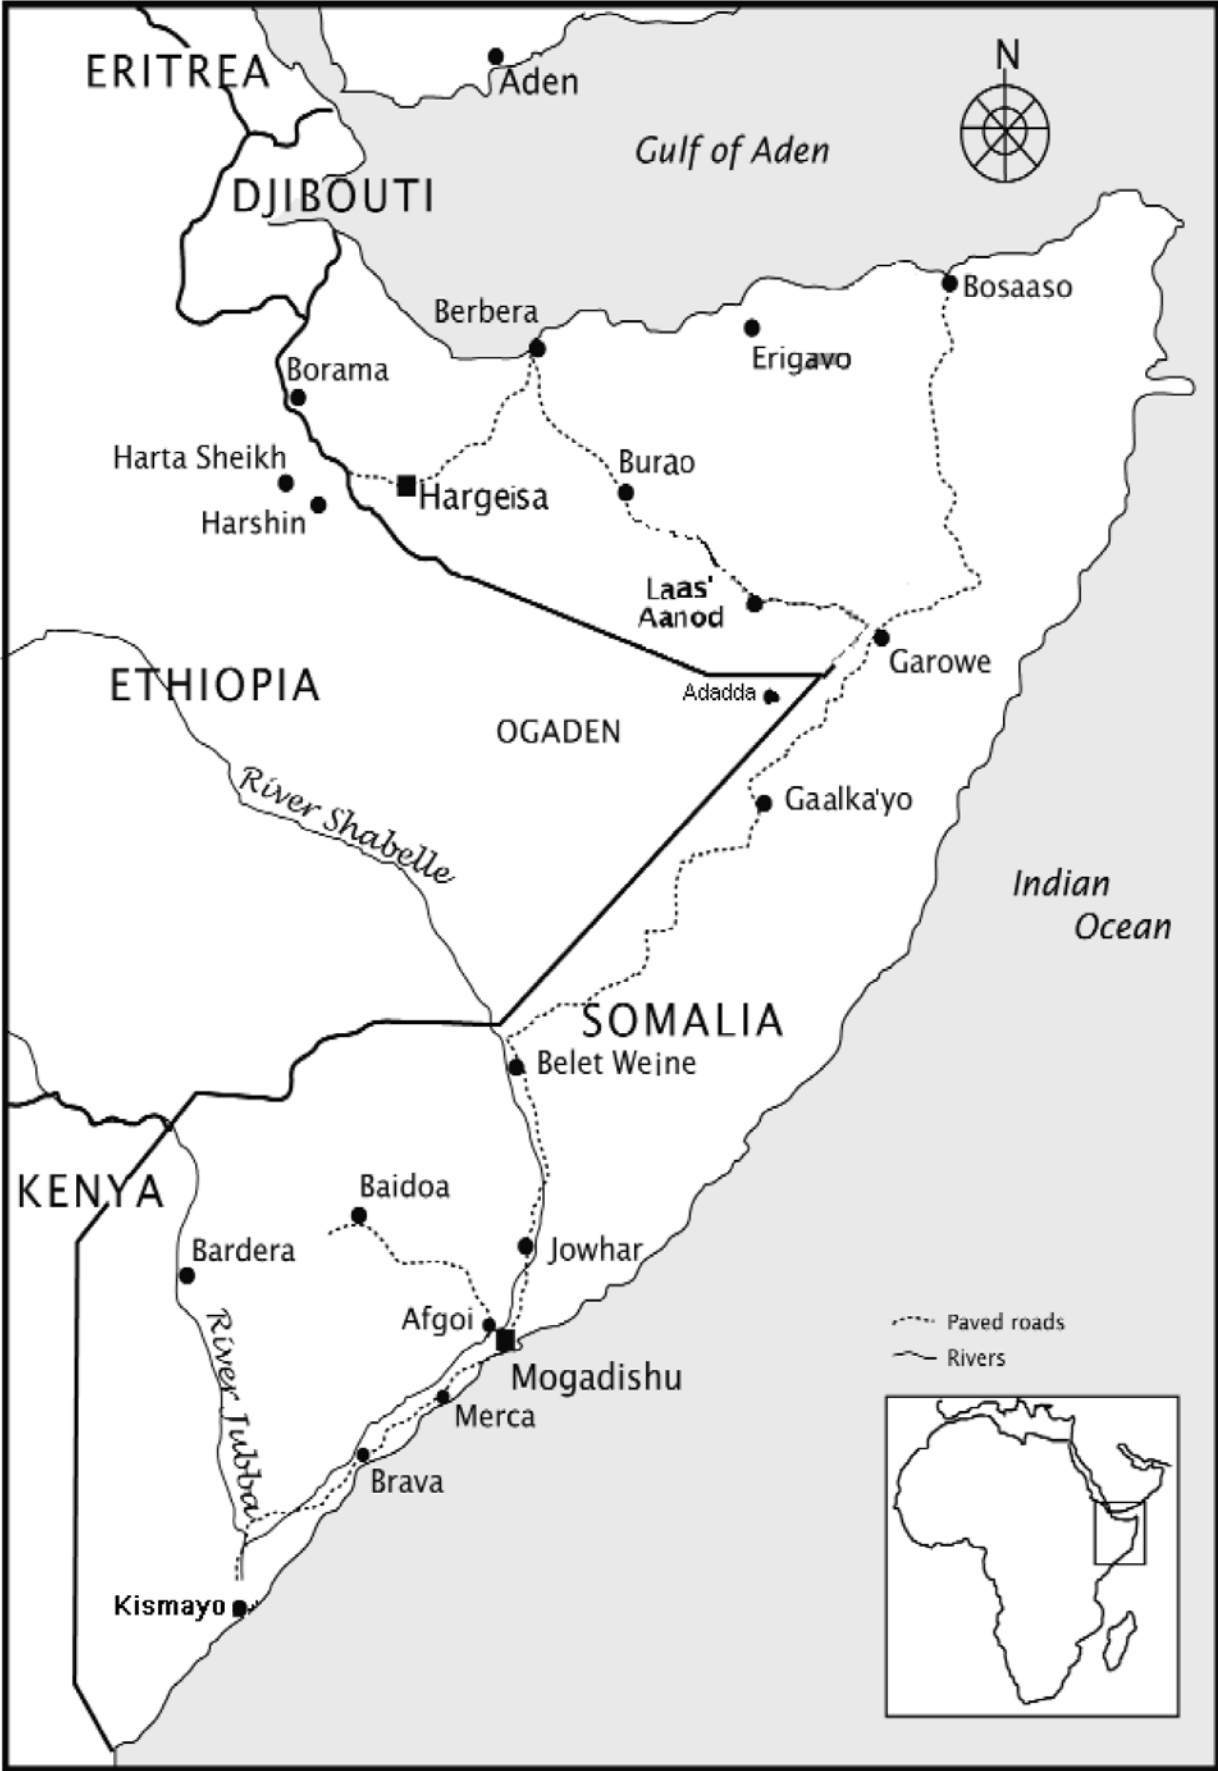 N
ERITREA
Aden
Gulf of Aden
DJIBOUTI
Bosaaso
Berbera
Erigavo
Borama
Harta Sheikh
Burao
Hargeisa
Harshin
Laas'
Aanod
Garowe
ETHIOPIA
Adadda
OGADEN
River Shabelle
Gaalka'yo
Indian
Ocean
SOMALIA
Belet Weine
KENYA
Baidoa
Bardera
Jowhar
Afgoi
Paved roads
Rivers
Mogadishu
River Jubba
Merca
Brava
Kismayo